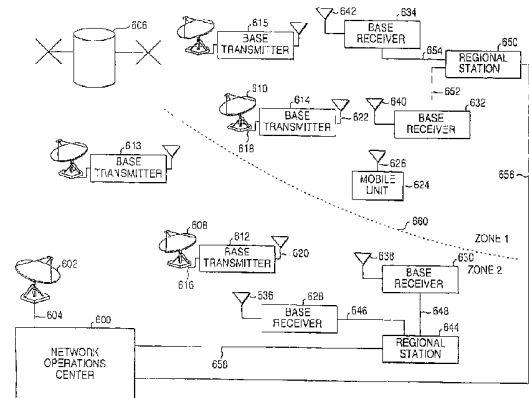 606
615
BASE
TRANSMITTER
642
634
BASE
RECEIVER
654
650
REGIONAL
STATION
652
610
614
BASE
TRANSMITTER
622
618
640
632
BASE
RECEIVER
656
613
BASE
TRANSMITTER
626
MOBILE
UNIT
624
660
ZONE 1
ZONE 2
608
612
BASE
TRANSMITTER
620
616
602
604
638
630
BASE
RECEIVER
636
628
BASE
RECEIVER
646
648
644
REGIONAL
STATION
600
NETWORK
OPERATIONS
CENTER
658